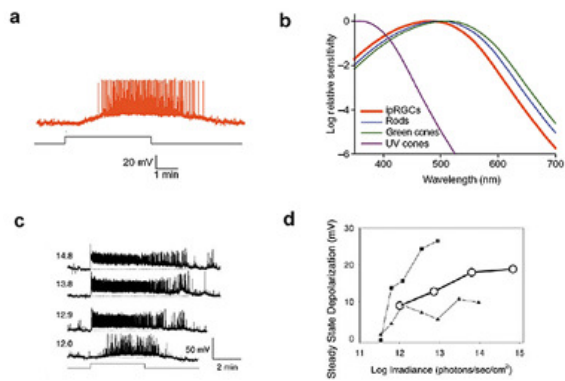 a
20 mV
1 min
b
Log relative sensitivity
0
−2
−4
−6
ipRGCs
Rods
Green cones
UV cones
400
500
600
700
Wavelength (nm)
c
14.8
13.8
12.9
12.0
50 mV
2 min
d
Steady State Depolarization (mV)
30
20
10
0
11
12
13
14
15
Log Irradiance (photons/sec/cm²)